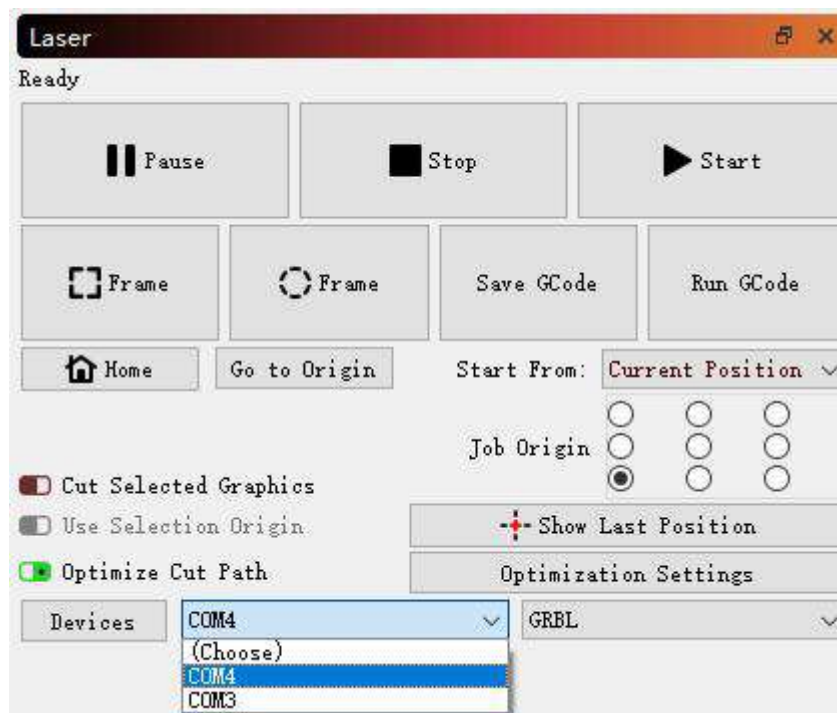 Laser
Ready
Pause Stop Start
Frame Frame Save GCode Run GCode
Home Go to Origin Start From: Current Position
Job Origin
Cut Selected Graphics
Use Selection Origin Show Last Position
Optimize Cut Path Optimization Settings
Devices COM4 GRBL
(Choose)
COM4
COM3